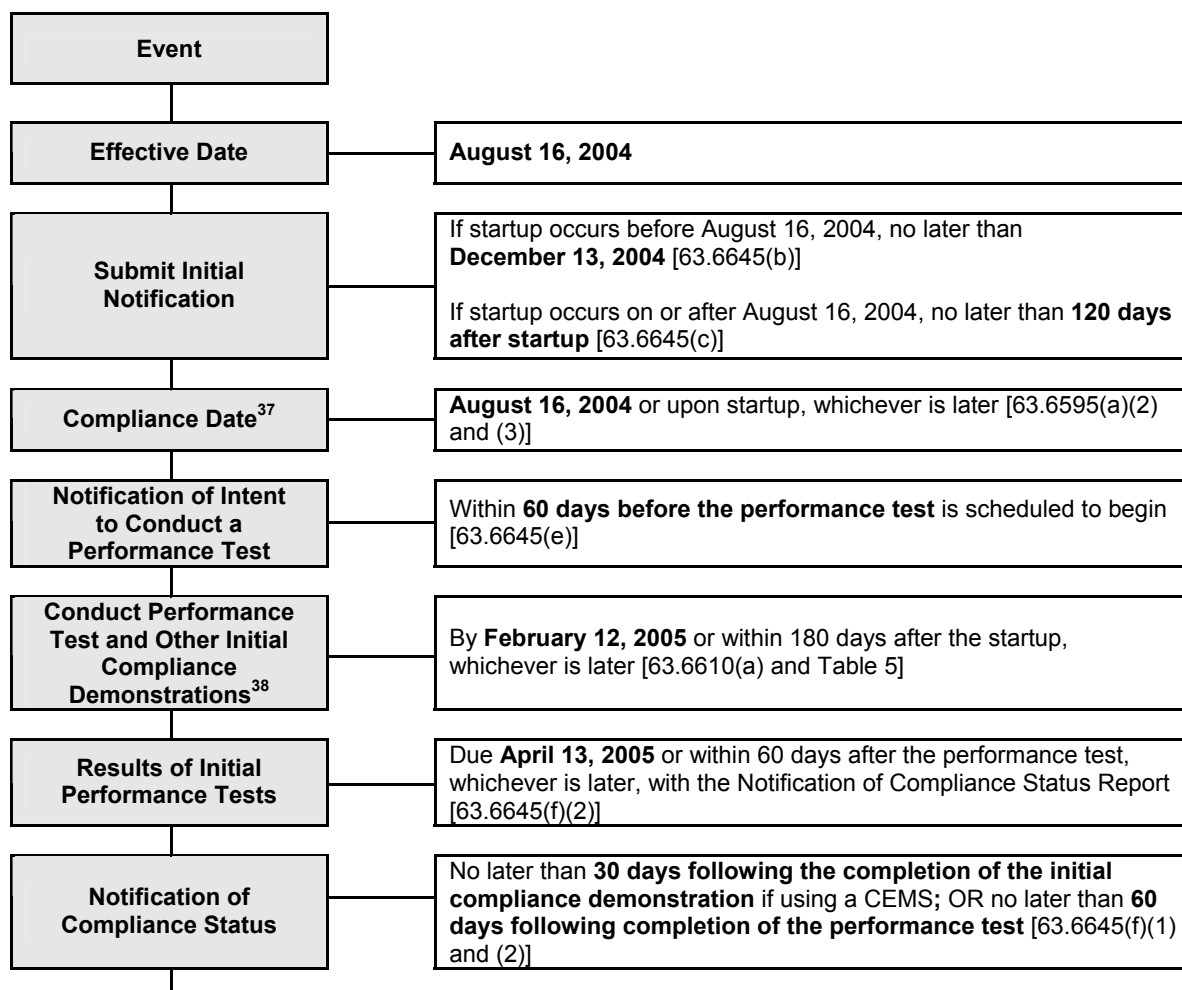 Event
Effective Date
August 16, 2004
Submit Initial
Notification
If startup occurs before August 16, 2004, no later than
December 13, 2004 [63.6645(b)]
If startup occurs on or after August 16, 2004, no later than 120 days
after startup [63.6645(c)]
Compliance Date37
August 16, 2004 or upon startup, whichever is later [63.6595(a)(2)
and (3)]
Notification of Intent
to Conduct a
Performance Test
Within 60 days before the performance test is scheduled to begin
[63.6645(e)]
Conduct Performance
Test and Other Initial
Compliance
Demonstrations38
By February 12, 2005 or within 180 days after the startup,
whichever is later [63.6610(a) and Table 5]
Results of Initial
Performance Tests
Due April 13, 2005 or within 60 days after the performance test,
whichever is later, with the Notification of Compliance Status Report
[63.6645(f)(2)]
Notification of
Compliance Status
No later than 30 days following the completion of the initial
compliance demonstration if using a CEMS; OR no later than 60
days following completion of the performance test [63.6645(f)(1)
and (2)]